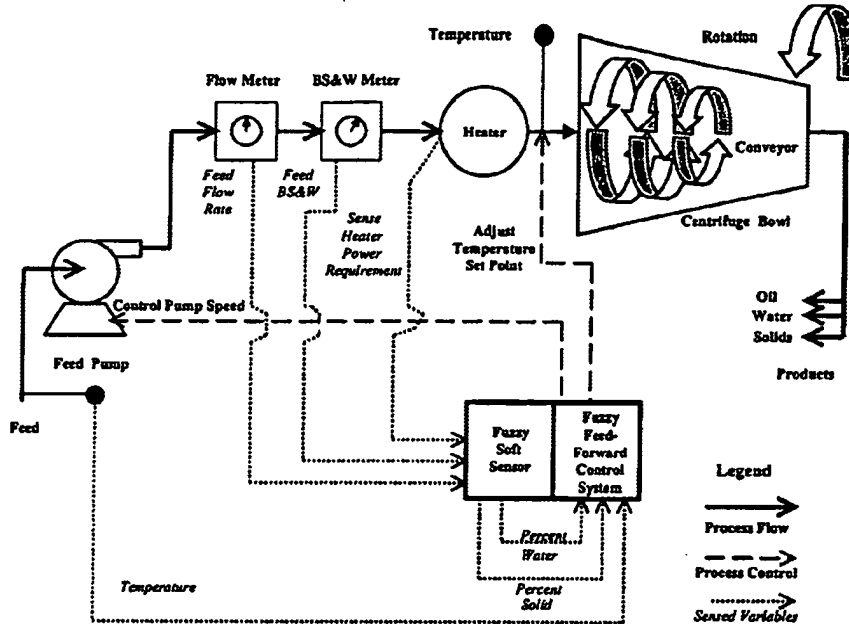 Temperature
Rotation
Flow Meter
BS&W Meter
Heater
Conveyor
Centrifuge Bowl
Feed
Flow
Rate
Feed
BS&W
Sense
Heater
Power
Requirement
Adjust
Temperature
Set Point
Control Pump Speed
Feed Pump
Feed
Oil
Water
Solids
Products
Fuzzy
Soft
Sensor
Fuzzy
Feed-
Forward
Control
System
Percent
Water
Percent
Solid
Temperature
Legend
Process Flow
Process Control
Sensed Variables